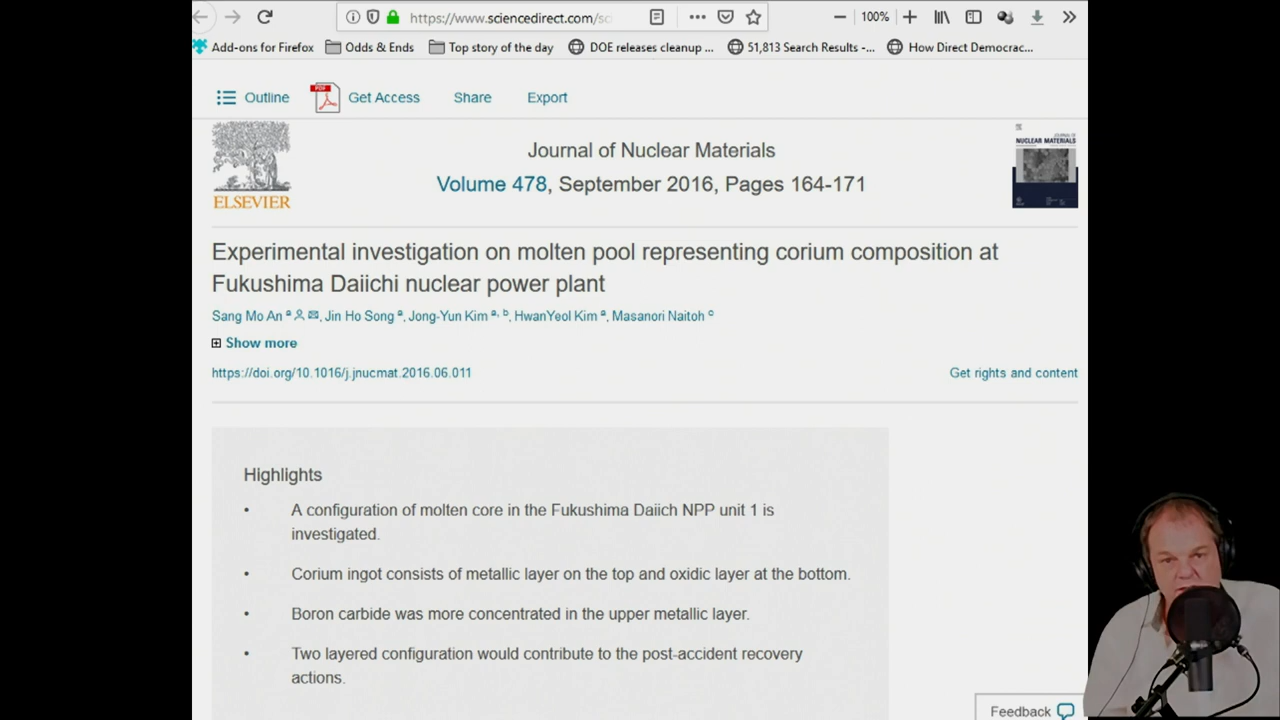 https://www.sciencedirect.com/sc
100%
Add-ons for Firefox
Odds & Ends
Top story of the day
DOE releases cleanup ...
51,813 Search Results -...
How Direct Democrac...
Outline
PDF
Get Access
Share
Export
ELSEVIER
Journal of Nuclear Materials
Volume 478, September 2016, Pages 164-171
JOURNAL OF
NUCLEAR MATERIALS
Experimental investigation on molten pool representing corium composition at
Fukushima Daiichi nuclear power plant
Sang Mo An a, Jin Ho Song a, Jong-Yun Kim a, b, HwanYeol Kim a, Masanori Naitoh c
Show more
https://doi.org/10.1016/j.jnucmat.2016.06.011
Get rights and content
Highlights
• A configuration of molten core in the Fukushima Daiich NPP unit 1 is
investigated.
• Corium ingot consists of metallic layer on the top and oxidic layer at the bottom.
• Boron carbide was more concentrated in the upper metallic layer.
• Two layered configuration would contribute to the post-accident recovery
actions.
Feedback